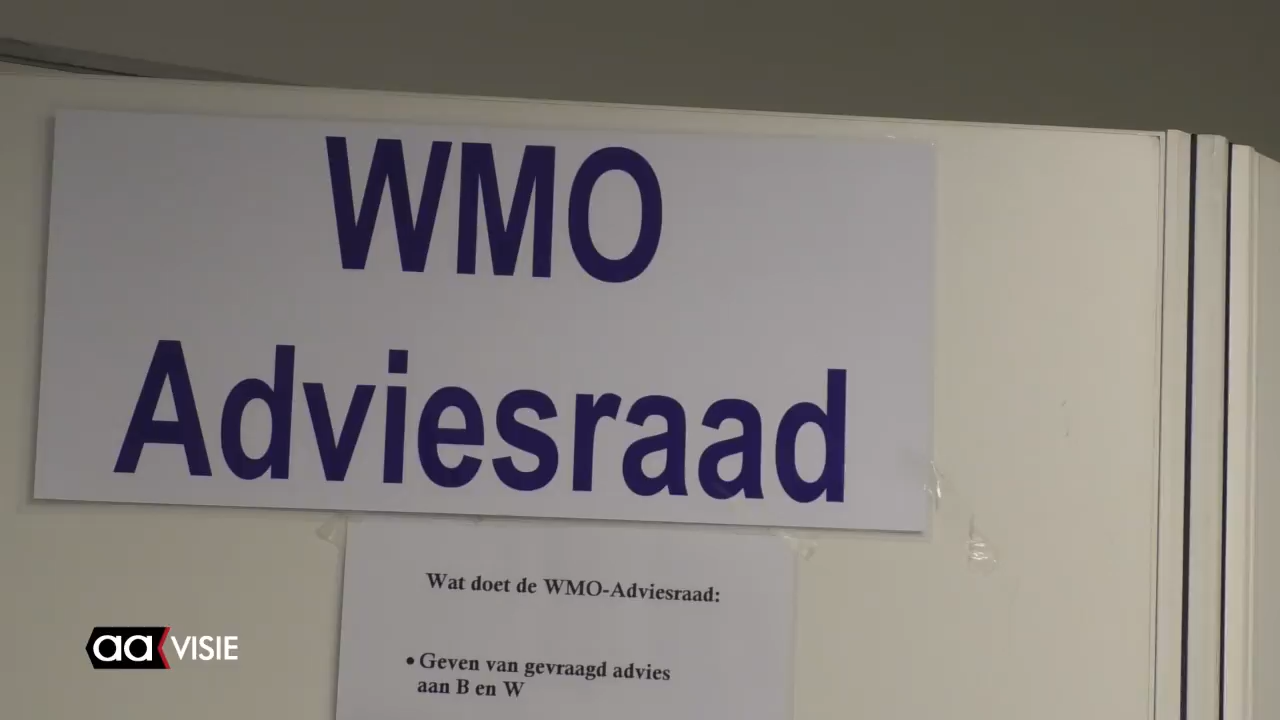 WMO
Adviesraad
Wat doet de WMO-Adviesraad:
• Geven van gevraagd advies
aan B en W
aa VISIE